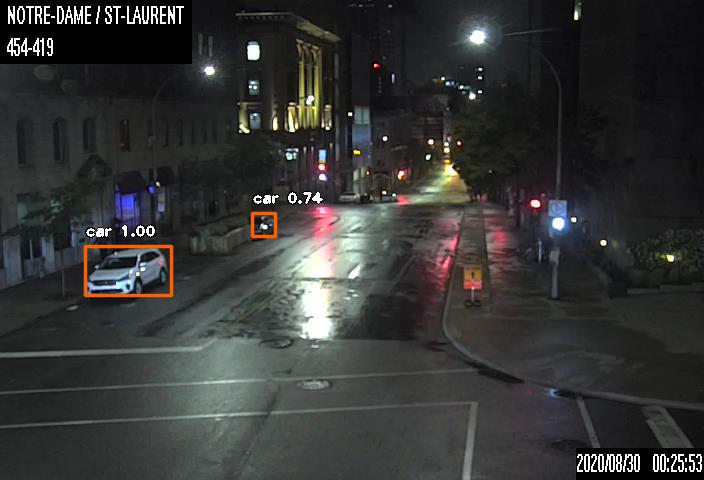 NOTRE-DAME / ST-LAURENT
454-419
car 0.74
car 1.00
2020/08/30 00:25:53